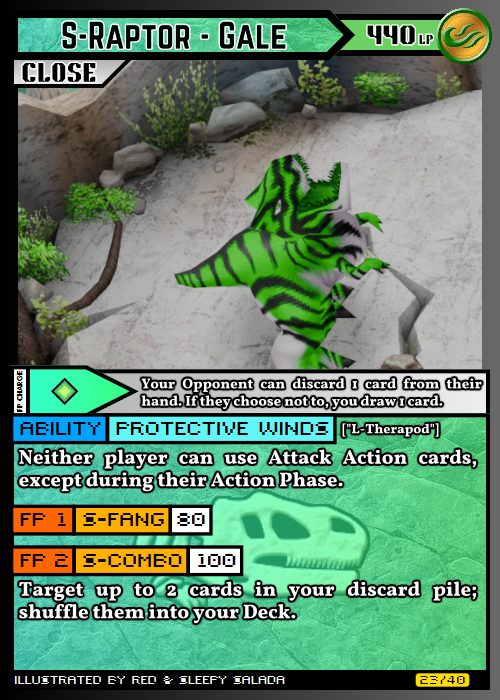 S-Raptor - Gale
440 LP
CLOSE
FP CHARGE
Your Opponent can discard 1 card from their
hand. If they choose not to, you draw 1 card.
ABILITY PROTECTIVE WINDS ["L-Therapod"]
Neither player can use Attack Action cards,
except during their Action Phase.
FP 1 S-FANG 80
FP 2 S-COMBO 100
Target up to 2 cards in your discard pile;
shuffle them into your Deck.
ILLUSTRATED BY RED & SLEEPY SALADA
23/40